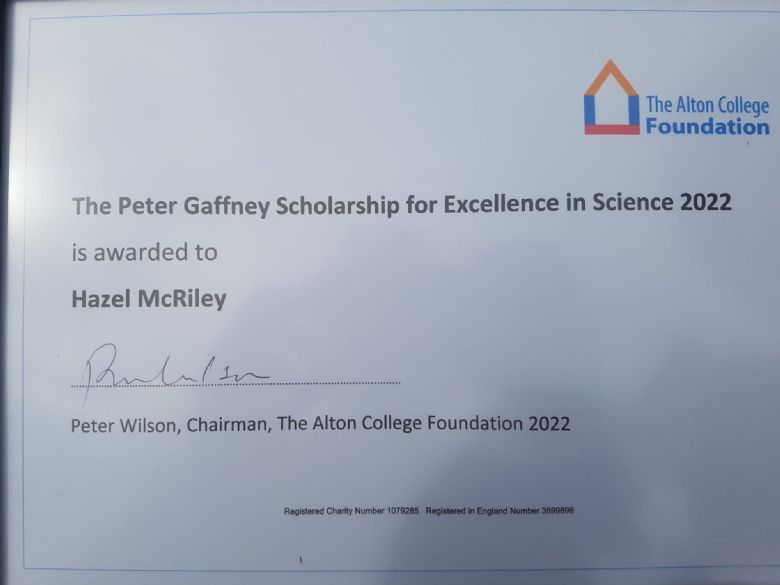 The Alton College
Foundation
The Peter Gaffney Scholarship for Excellence in Science 2022
is awarded to
Hazel McRiley
Peter Wilson, Chairman, The Alton College Foundation 2022
Registered Charity Number 1079285 Registered in England Number 3899899